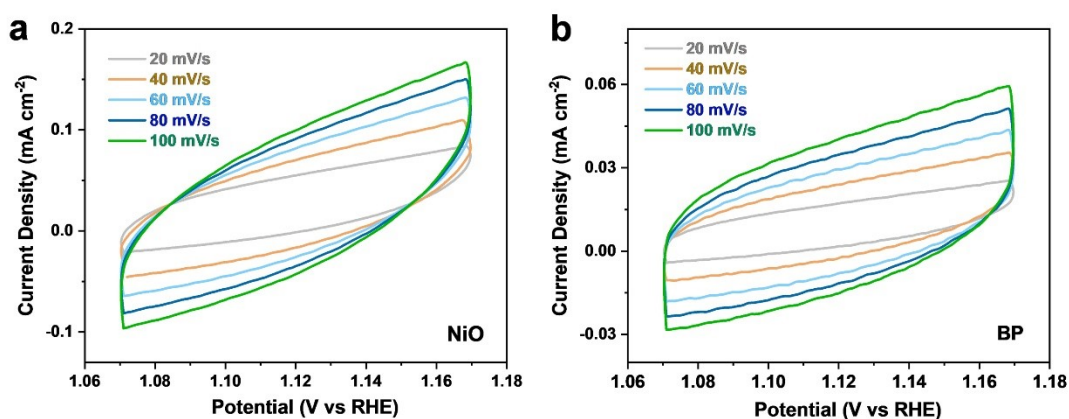 a
0.2
0.1
0.0
-0.1
Current Density (mA cm⁻²)
20 mV/s
40 mV/s
60 mV/s
80 mV/s
100 mV/s
NiO
1.06 1.08 1.10 1.12 1.14 1.16 1.18
Potential (V vs RHE)
b
0.06
0.03
0.00
-0.03
Current Density (mA cm⁻²)
20 mV/s
40 mV/s
60 mV/s
80 mV/s
100 mV/s
BP
1.06 1.08 1.10 1.12 1.14 1.16 1.18
Potential (V vs RHE)